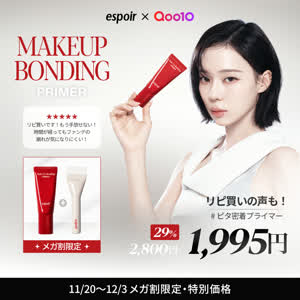 espoir × Qoo10
MAKEUP
BONDING
PRIMER
★★★★★
リピ買いです！もう手放せない！
時間が経ってもファンデの
崩れが気になりにくい！
メガ割限定
リピ買いの声も！
# ピタ密着プライマー
29%
2,800円
1,995円
11/20～12/3 メガ割限定・特別価格